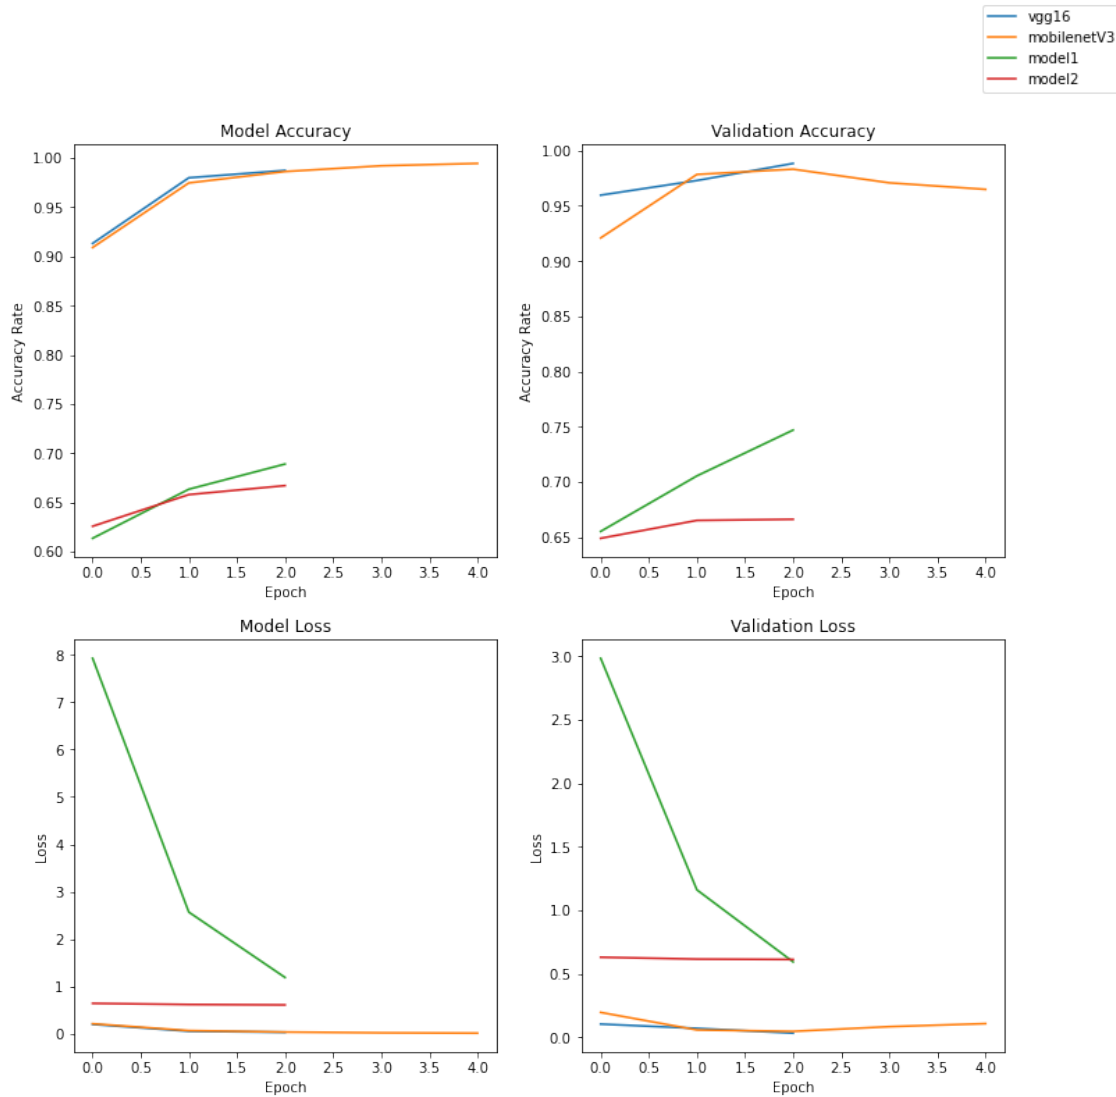 vgg16
mobilenetV3
model1
model2
Model Accuracy
1.00
0.95
0.90
0.85
0.80
0.75
0.70
0.65
0.60
Accuracy Rate
0.0 0.5 1.0 1.5 2.0 2.5 3.0 3.5 4.0
Epoch
Validation Accuracy
1.00
0.95
0.90
0.85
0.80
0.75
0.70
0.65
Accuracy Rate
0.0 0.5 1.0 1.5 2.0 2.5 3.0 3.5 4.0
Epoch
Model Loss
8
7
6
5
4
3
2
1
0
Loss
0.0 0.5 1.0 1.5 2.0 2.5 3.0 3.5 4.0
Epoch
Validation Loss
3.0
2.5
2.0
1.5
1.0
0.5
0.0
Loss
0.0 0.5 1.0 1.5 2.0 2.5 3.0 3.5 4.0
Epoch